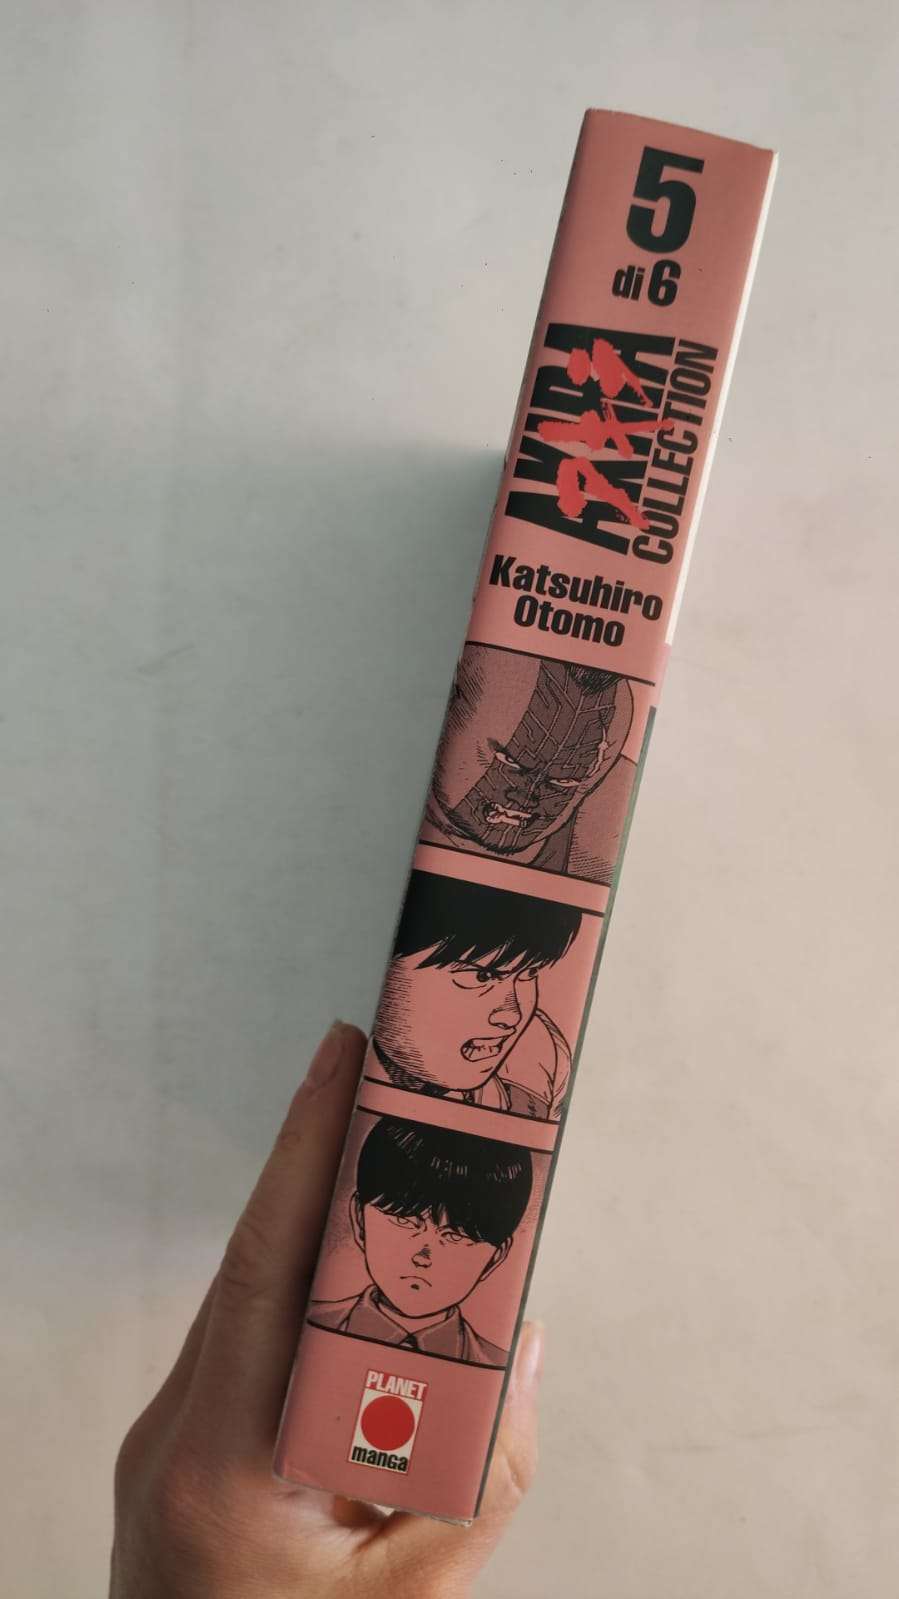 5
di 6
AKIRA
アキラ
COLLECTION
Katsuhiro
Otomo
PLANET
manga